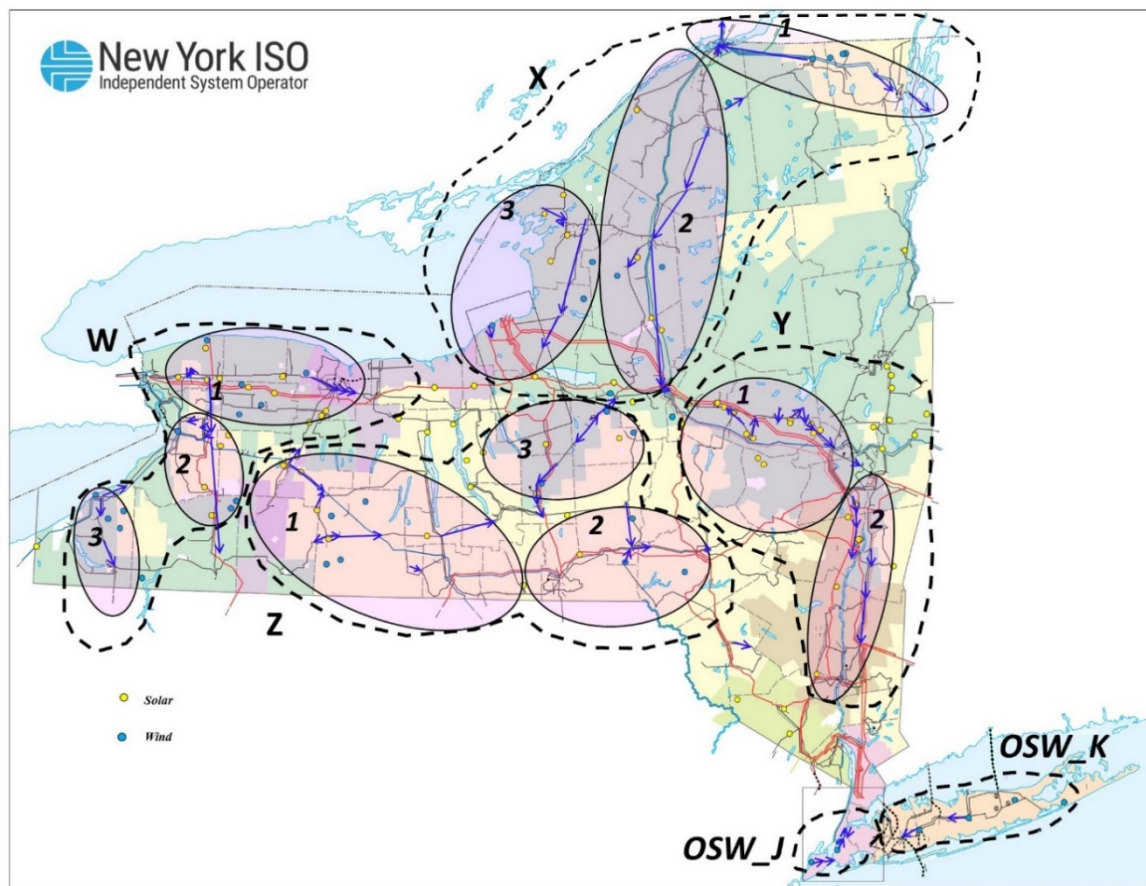 New York ISO
Independent System Operator
X
1
2
3
W
1
2
3
Y
1
2
3
1
2
Z
Solar
Wind
OSW_K
OSW_J